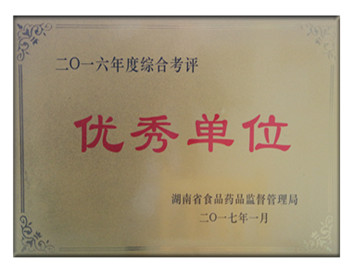 二〇一六年度综合考评
优秀单位
湖南省食品药品监督管理局
二〇一七年一月